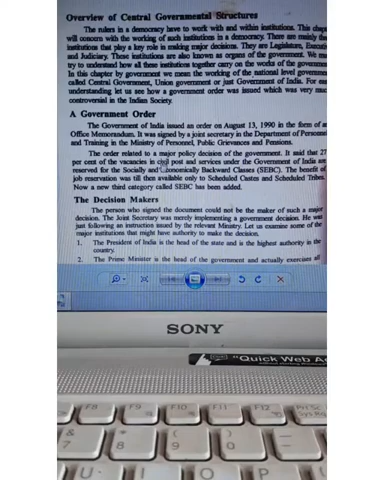 Overview of Central Governmental Structures
The rulers in a democracy have to work with and within institutions. This
will concern with the working of such institutions in a democracy. There are mainly
institutions that play a key role is making major decisions. They are Legislature,
and Judiciary. These institutions are also known as organs of the government. We
try to understand how all these institutions together carry on the works of the
In this chapter by government we mean the working of the national level
called Central Government, Union government or just Government of India. For
understanding let us see how a government order was issued which was very
controversial in the Indian Society.
A Government Order
The Government of India issued an order on August 13, 1990 in the form of
Office Memorandum. It was signed by a joint secretary in the Department of
and Training in the Ministry of Personnel, Public Grievances and Pensions.
The order related to a major policy decision of the government. It said that 27
per cent of the vacancies in civil post and services under the Government of India are
reserved for the Socially and Economically Backward Classes (SEBC). The benefit of
job reservation was till then available only to Scheduled Castes and Scheduled Tribes.
Now a new third category called SEBC has been added.
The Decision Makers
The person who signed the document could not be the maker of such a major
decision. The Joint Secretary was merely implementing a government decision. He was
just following an instruction issued by the relevant Ministry. Let us examine some of the
major institutions that might have authority to make the decision.
1. The President of India is the head of the state and is the highest authority in the
country.
2. The Prime Minister is the head of the government and actually exercises all
SONY
"Quick Web
F8 F9 F10 F11 F12 Prt Sc
Sys Rq
& * ( )
7 8 9 0
U I O P